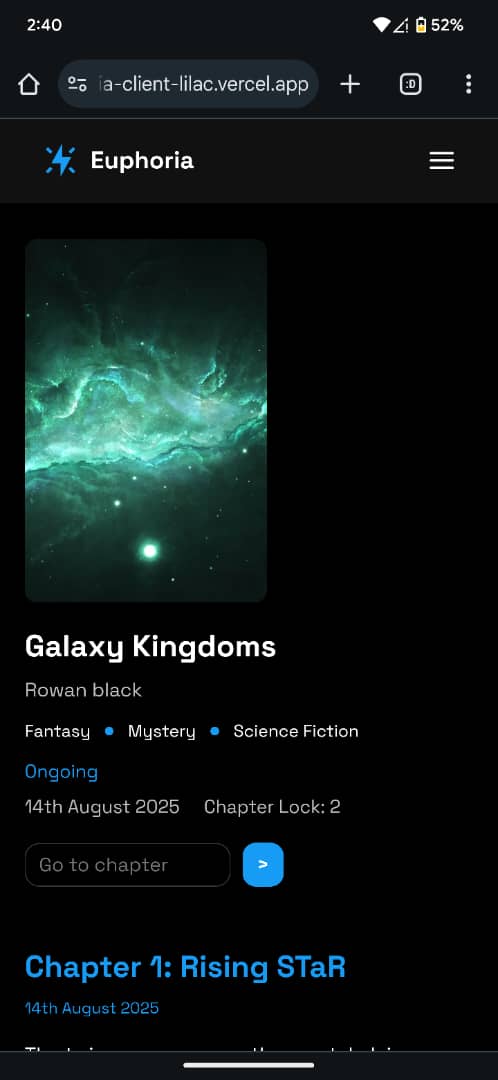 2:40
52%
ia-client-lilac.vercel.app
:D
Euphoria
Galaxy Kingdoms
Rowan black
Fantasy • Mystery • Science Fiction
Ongoing
14th August 2025 Chapter Lock: 2
Go to chapter >
Chapter 1: Rising STaR
14th August 2025